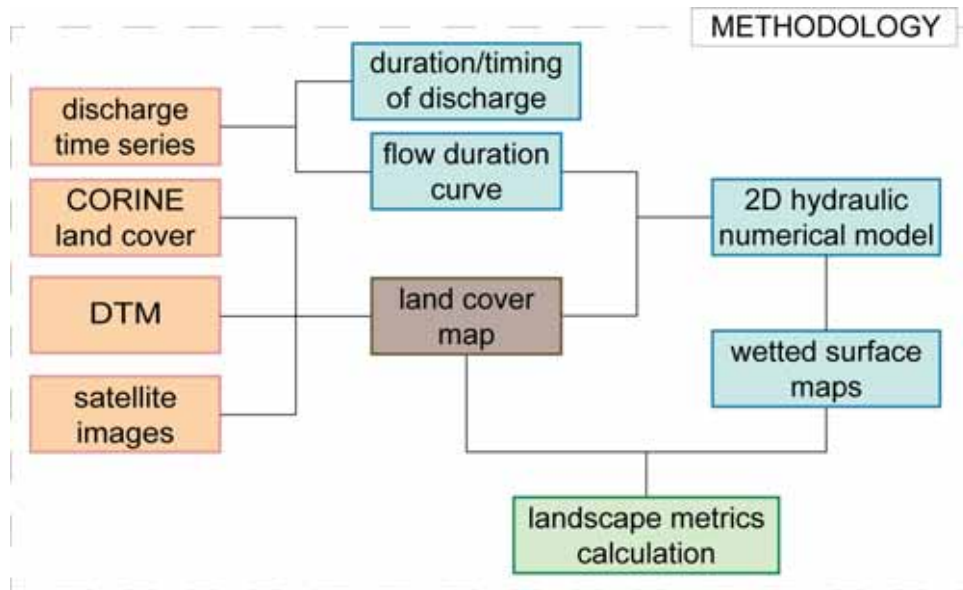 METHODOLOGY
discharge
time series
CORINE
land cover
DTM
satellite
images
duration/timing
of discharge
flow duration
curve
land cover
map
2D hydraulic
numerical model
wetted surface
maps
landscape metrics
calculation